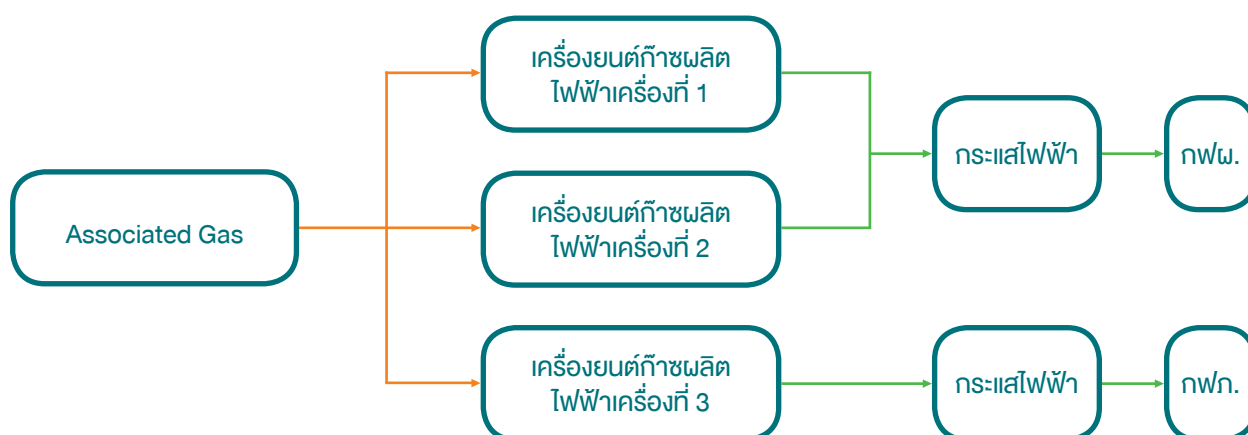 Associated Gas
เครื่องยนต์ก๊าซผลิต
ไฟฟ้าเครื่องที่ 1
เครื่องยนต์ก๊าซผลิต
ไฟฟ้าเครื่องที่ 2
เครื่องยนต์ก๊าซผลิต
ไฟฟ้าเครื่องที่ 3
กระแสไฟฟ้า
กฟผ.
กระแสไฟฟ้า
กฟภ.